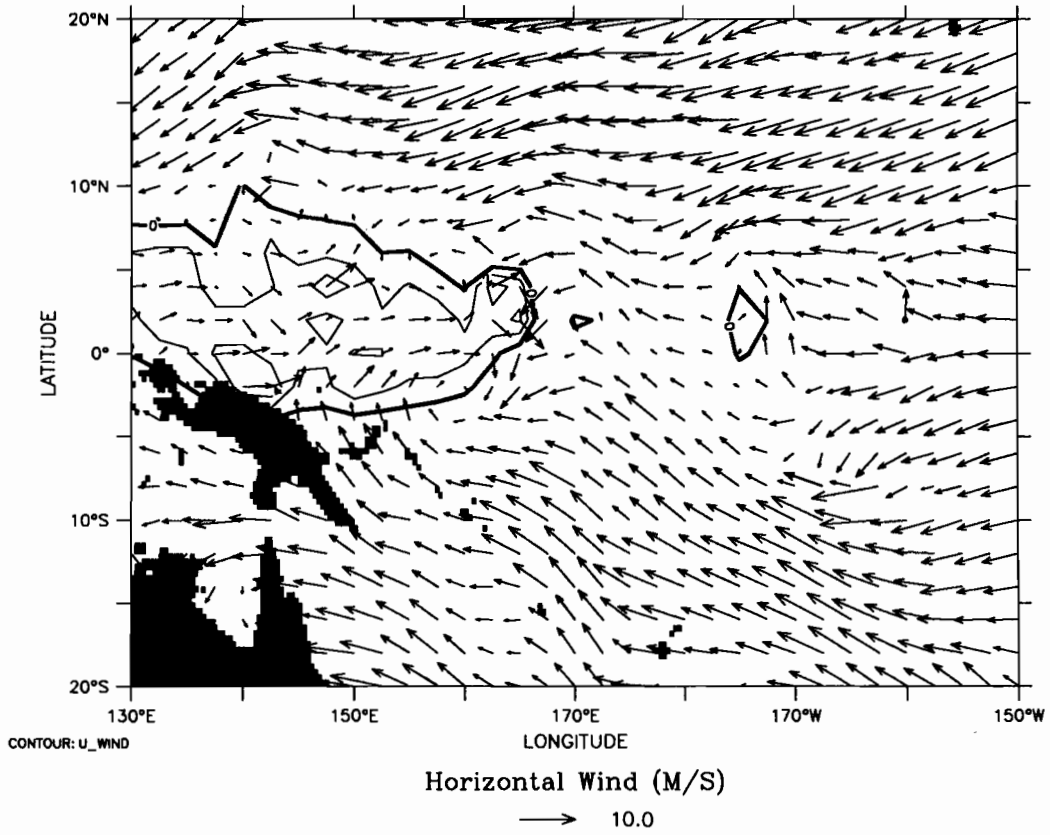 20°N
10°N
0°
10°S
20°S
LATITUDE
0
0
0
130°E 150°E 170°E 170°W 150°W
CONTOUR: U_WIND
LONGITUDE
Horizontal Wind (M/S)
10.0